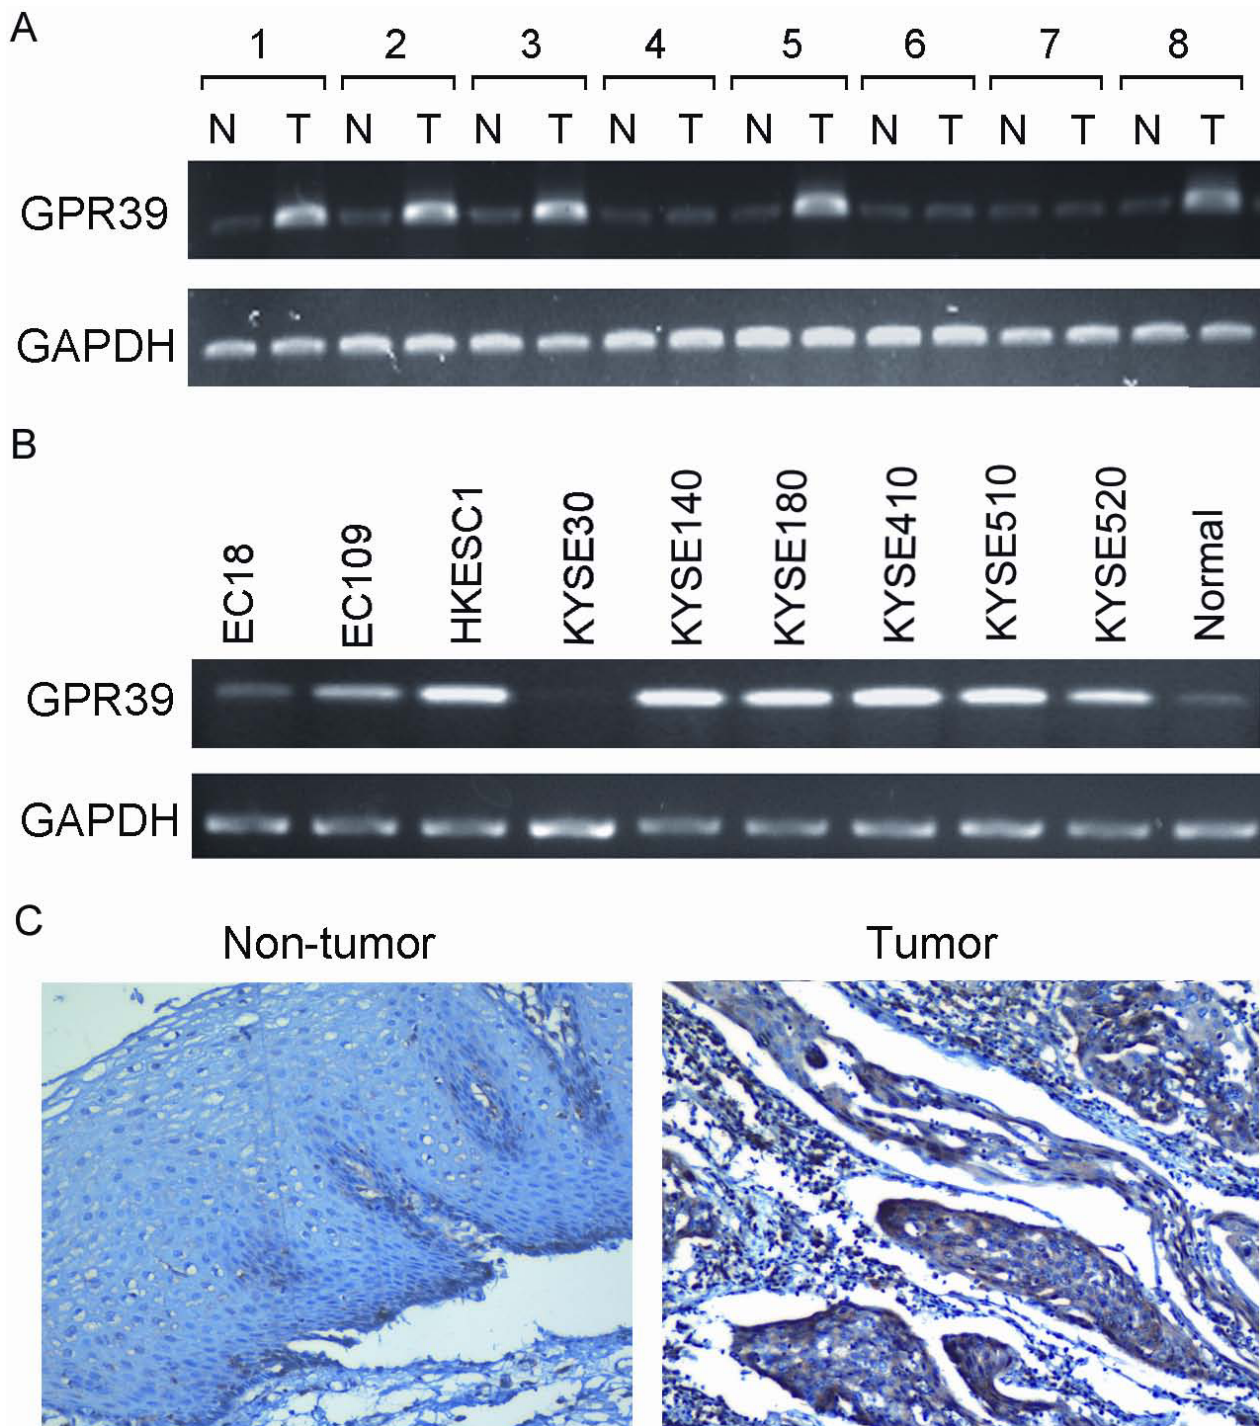 A
1 2 3 4 5 6 7 8
N T N T N T N T N T N T N T N T
GPR39
GAPDH
B
EC18 EC109 HKESC1 KYSE30 KYSE140 KYSE180 KYSE410 KYSE510 KYSE520 Normal
GPR39
GAPDH
C
Non-tumor Tumor